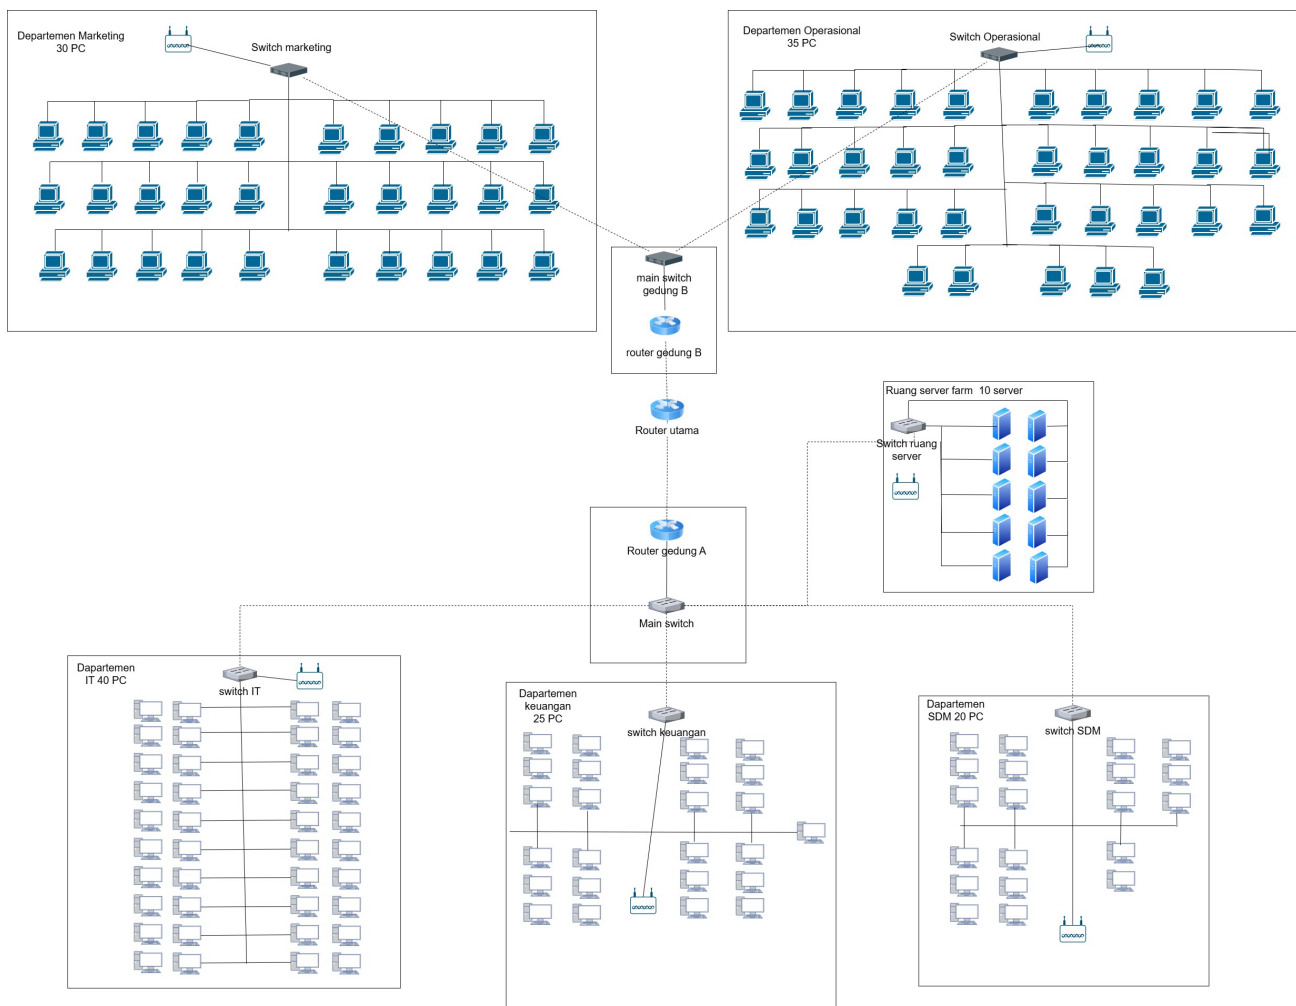 Departemen Marketing
30 PC
Switch marketing
Departemen Operasional
35 PC
Switch Operasional
main switch
gedung B
router gedung B
Router utama
Ruang server farm 10 server
Switch ruang
server
Router gedung A
Main switch
Dapartemen
IT 40 PC
switch IT
Dapartemen
keuangan
25 PC
switch keuangan
Dapartemen
SDM 20 PC
switch SDM